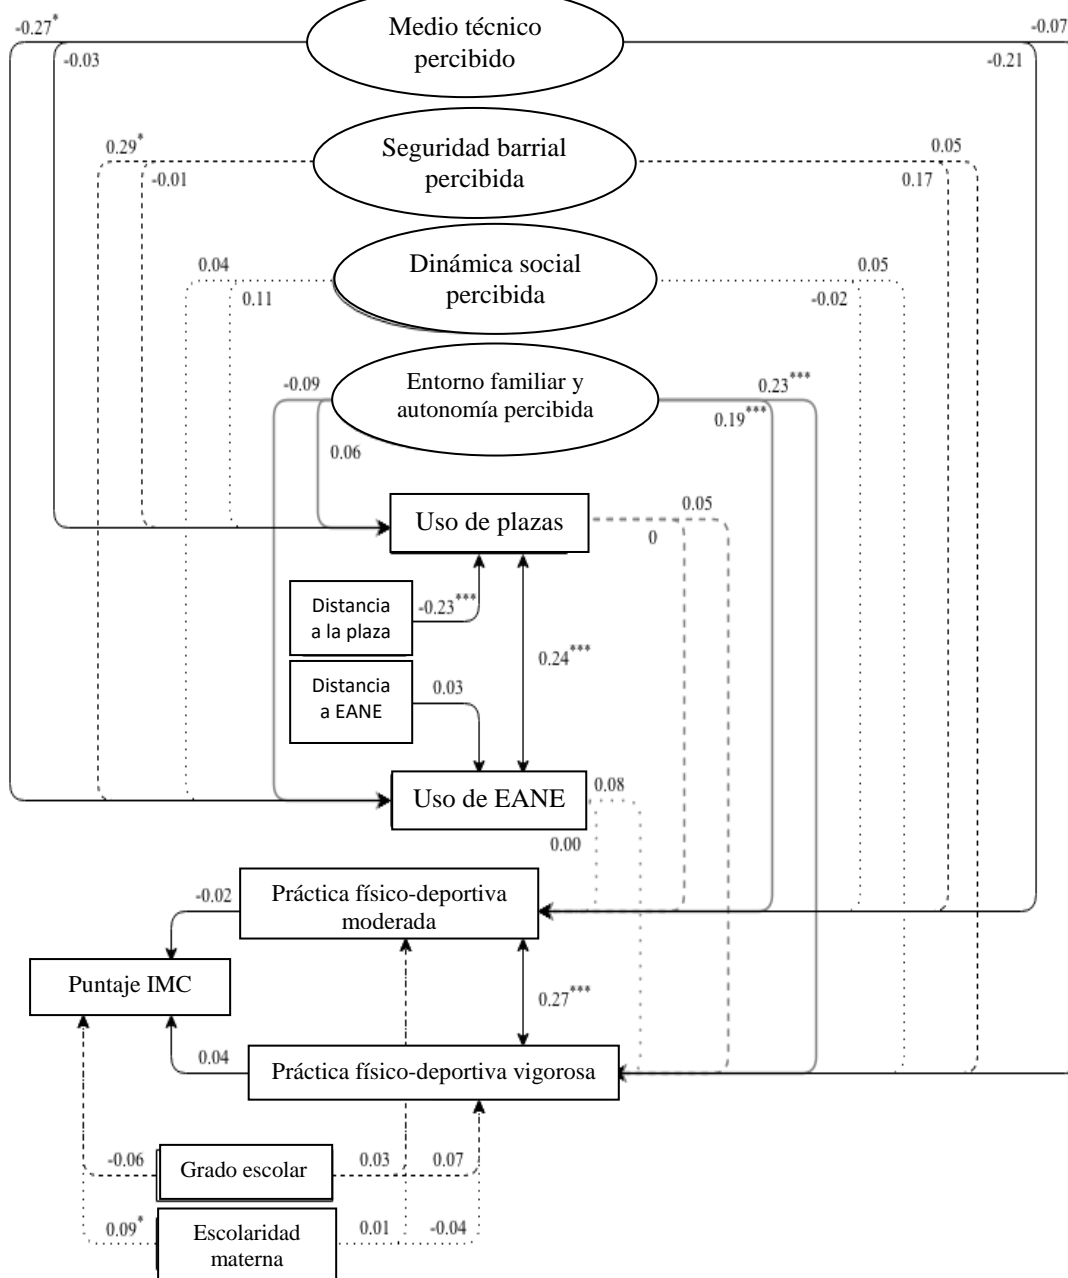 -0.27*
Medio técnico
percibido
-0.07
-0.03
-0.21
0.29*
Seguridad barrial
percibida
0.05
-0.01
0.17
0.04
Dinámica social
percibida
0.05
0.11
-0.02
-0.09
Entorno familiar y
autonomía percibida
0.23***
0.19***
0.06
Uso de plazas
0.05
0
Distancia
a la plaza
-0.23***
0.24***
Distancia
a EANE
0.03
Uso de EANE
0.08
0.00
-0.02
Práctica físico-deportiva
moderada
Puntaje IMC
0.27***
0.04
Práctica físico-deportiva vigorosa
-0.06
Grado escolar
0.03
0.07
0.09*
Escolaridad
materna
0.01
-0.04